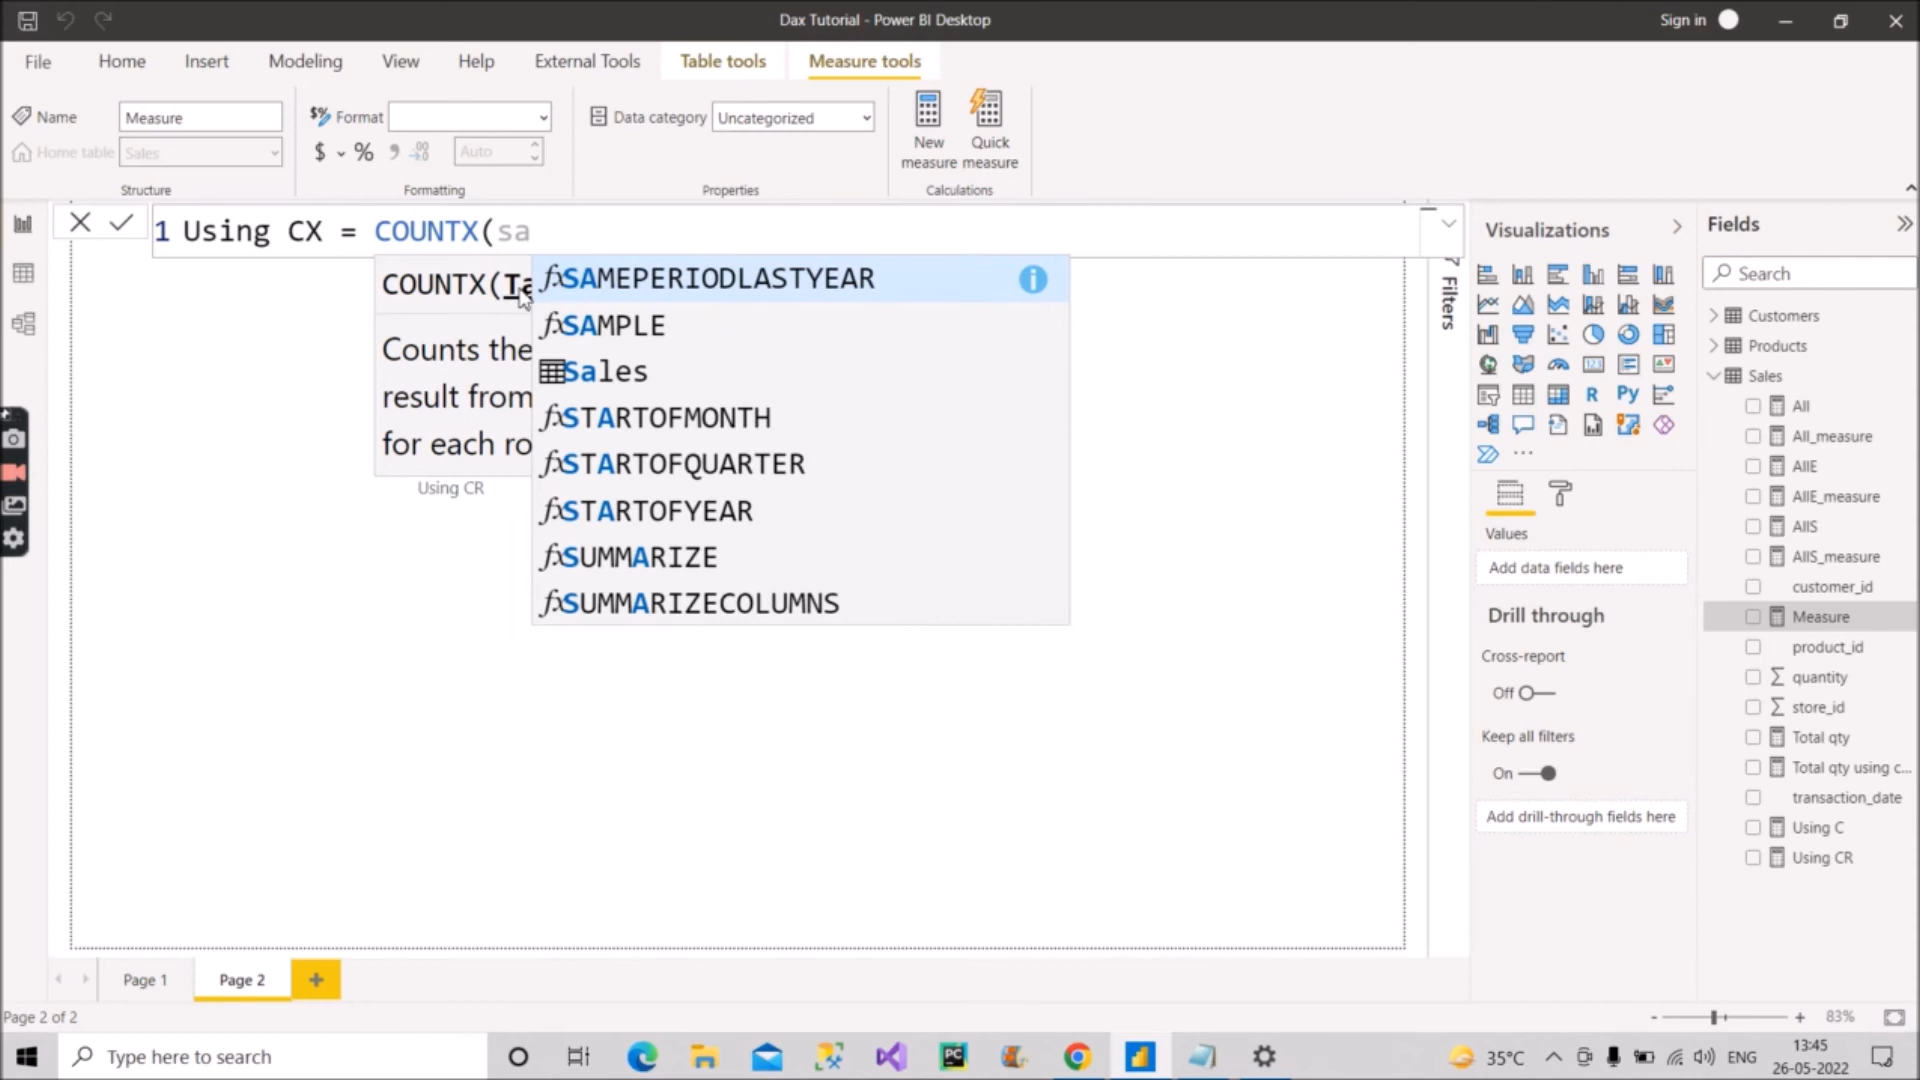 Dax Tutorial - Power BI Desktop
Sign in
File Home Insert Modeling View Help External Tools Table tools Measure tools
Name Measure
Home table Sales
Structure
Format
$ % Auto
Formatting
Data category Uncategorized
Properties
New measure
Quick measure
Calculations
1 Using CX = COUNTX(sa
COUNTX(Ta
Counts the
result from
for each ro
Using CR
SAMEPERIODLASTYEAR
SAMPLE
Sales
STARTOFMONTH
STARTOFQUARTER
STARTOFYEAR
SUMMARIZE
SUMMARIZECOLUMNS
Filters
Visualizations
R Py
Values
Add data fields here
Drill through
Cross-report
Off
Keep all filters
On
Add drill-through fields here
Fields
Search
Customers
Products
Sales
All
All_measure
AllE
AllE_measure
AllS
AllS_measure
customer_id
Measure
product_id
quantity
store_id
Total qty
Total qty using c...
transaction_date
Using C
Using CR
Page 1 Page 2 +
Page 2 of 2
- + 83%
Type here to search
PC
35°C ENG
13:45
26-05-2022